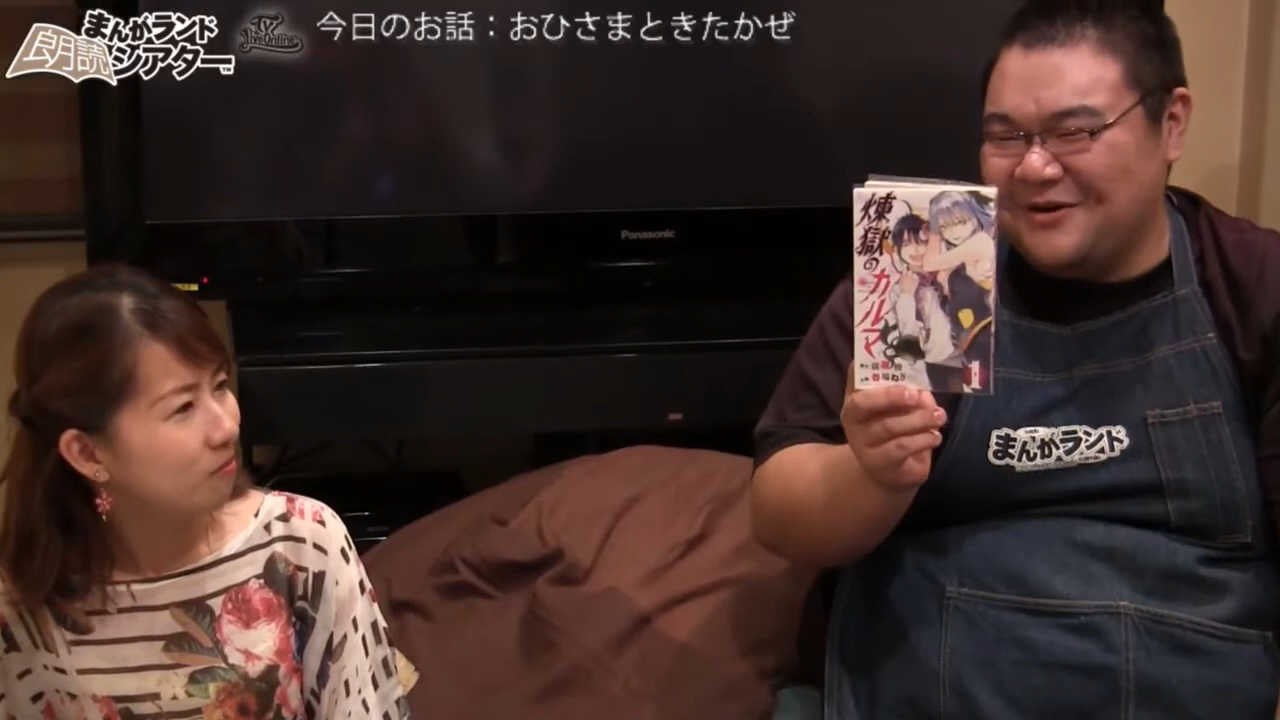 まんがランド
朗読シアター
TV LiveOnline
今日のお話：おひさまときたかぜ
Panasonic
煉獄のカルマ
1
まんがランド